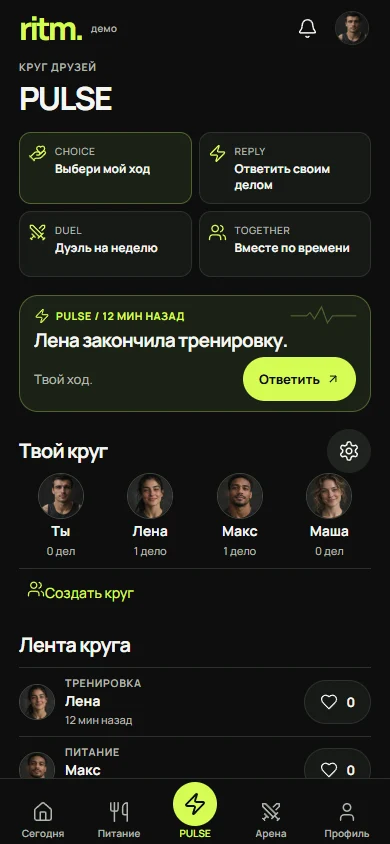 ritm. демо
КРУГ ДРУЗЕЙ
PULSE
CHOICE
Выбери мой ход
REPLY
Ответить своим
делом
DUEL
Дуэль на неделю
TOGETHER
Вместе по времени
PULSE / 12 МИН НАЗАД
Лена закончила тренировку.
Твой ход.
Ответить
Твой круг
Ты
0 дел
Лена
1 дело
Макс
1 дело
Маша
0 дел
Создать круг
Лента круга
ТРЕНИРОВКА
Лена
12 мин назад
0
ПИТАНИЕ
Макс
0
Сегодня
Питание
PULSE
Арена
Профиль